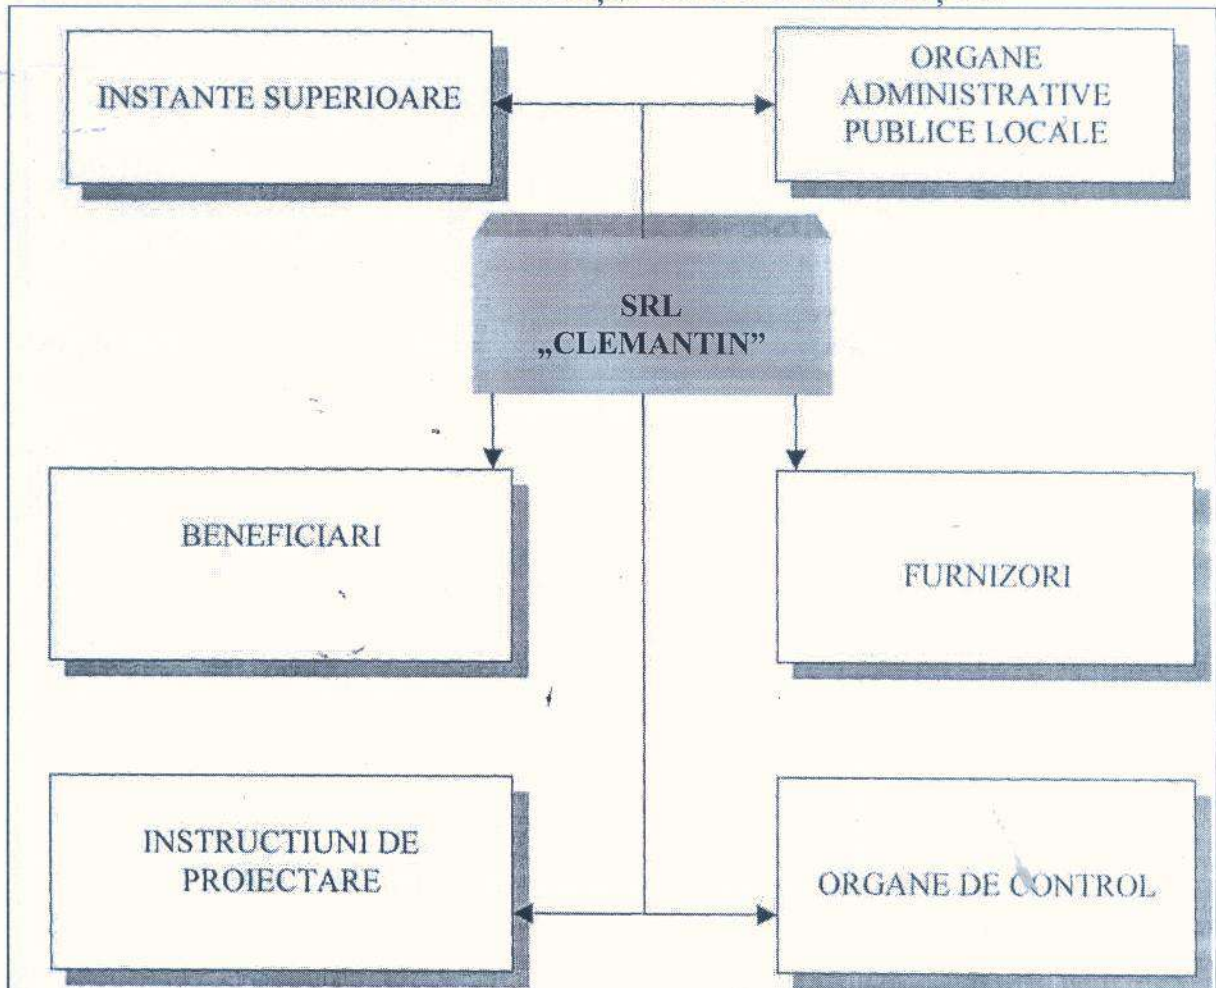 INSTANTE SUPERIOARE
ORGANE
ADMINISTRATIVE
PUBLICE LOCALE
SRL
„CLEMANTIN”
BENEFICIARI
FURNIZORI
INSTRUCTIUNI DE
PROIECTARE
ORGANE DE CONTROL